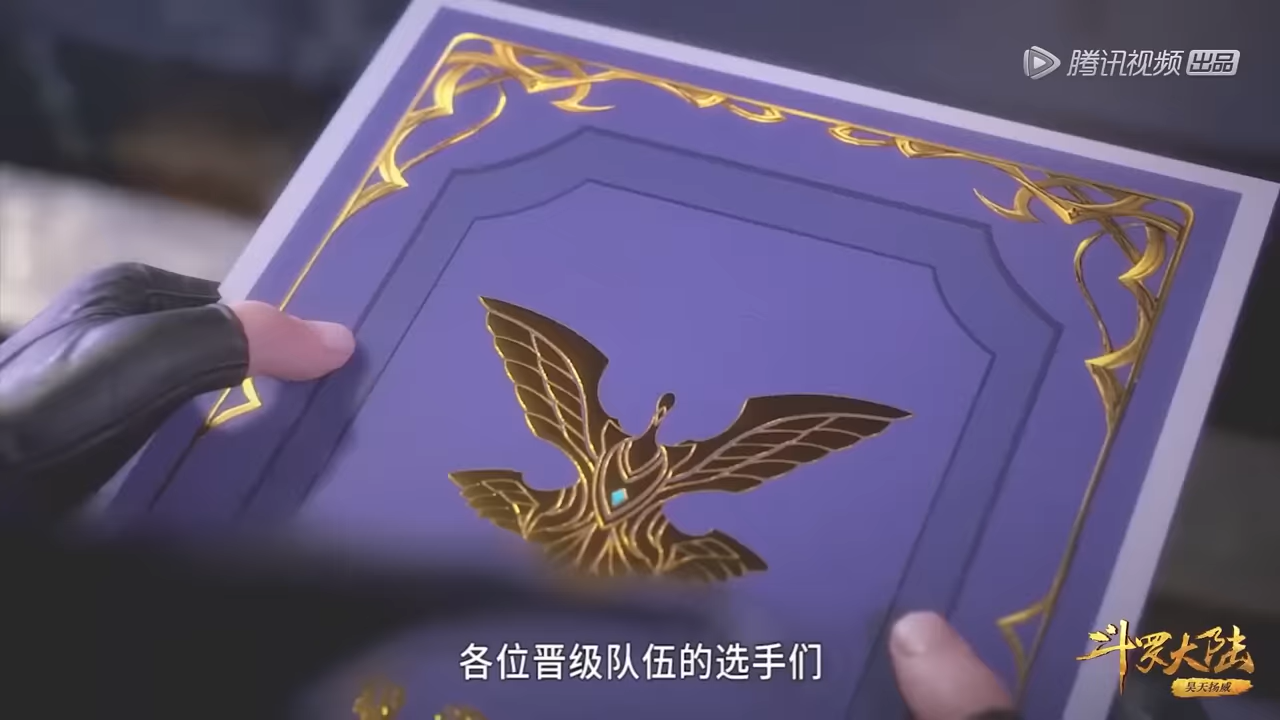 腾讯视频 出品
各位晋级队伍的选手们
斗罗大陆
昊天扬威